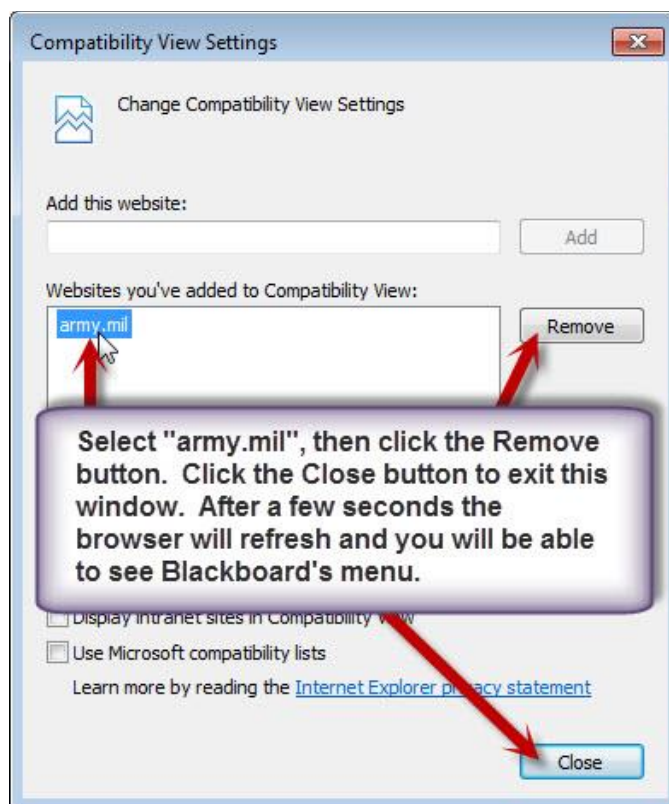 Compatibility View Settings
Change Compatibility View Settings
Add this website:
Add
Websites you've added to Compatibility View:
army.mil
Remove
Select "army.mil", then click the Remove
button. Click the Close button to exit this
window. After a few seconds the
browser will refresh and you will be able
to see Blackboard's menu.
Display intranet sites in Compatibility View
Use Microsoft compatibility lists
Learn more by reading the Internet Explorer privacy statement
Close